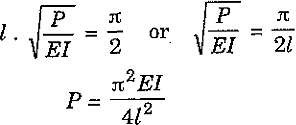 l . √(P/EI) = π/2 or √(P/EI) = π/2l
P = π²EI/4l²